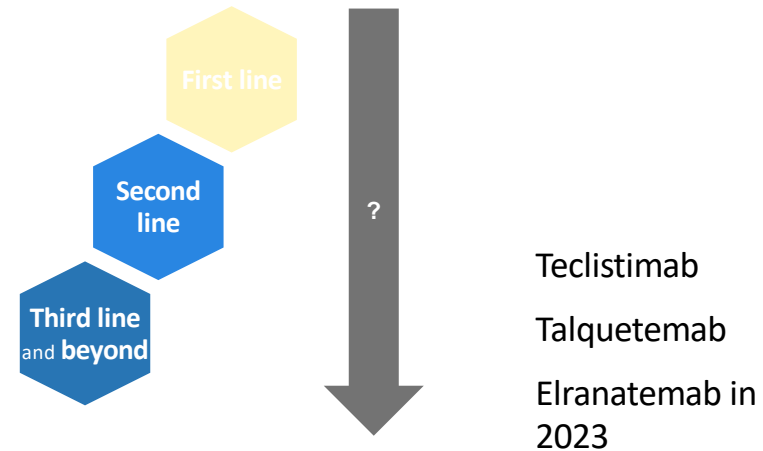 First line
Second
line
?
Third line
and beyond
Teclistimab
Talquetemab
Elranatemab in
2023